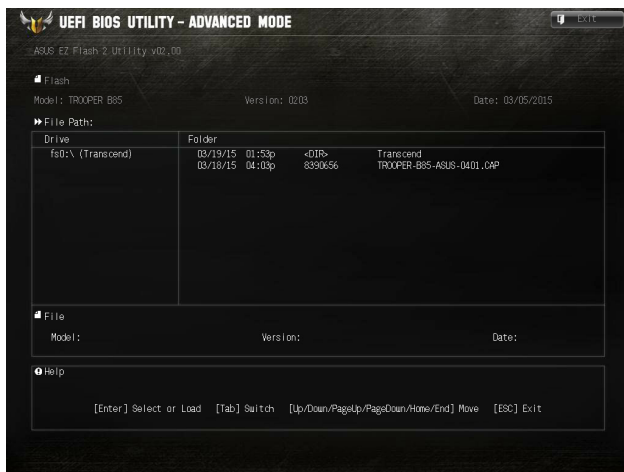 UEFI BIOS UTILITY – ADVANCED MODE
Exit
ASUS EZ Flash 2 Utility v02.00
Flash
Model: TROOPER B85 Version: 0203 Date: 03/05/2015
File Path:
Drive Folder
fs0:\ (Transcend) 03/19/15 01:53p <DIR> Transcend
03/18/15 04:03p 8390656 TROOPER-B85-ASUS-0401.CAP
File
Model: Version: Date:
Help
[Enter] Select or Load [Tab] Switch [Up/Down/PageUp/PageDown/Home/End] Move [ESC] Exit